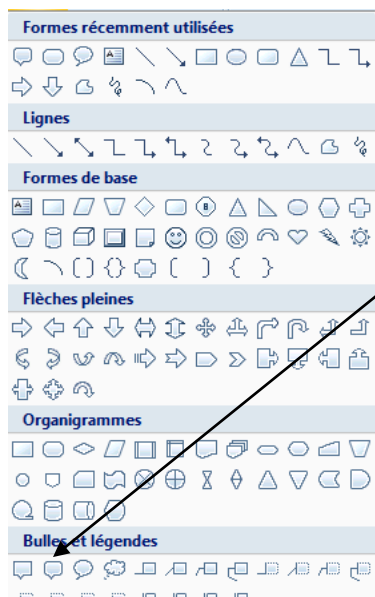 Formes récemment utilisées
Lignes
Formes de base
Flèches pleines
Organigrammes
Bulles et légendes